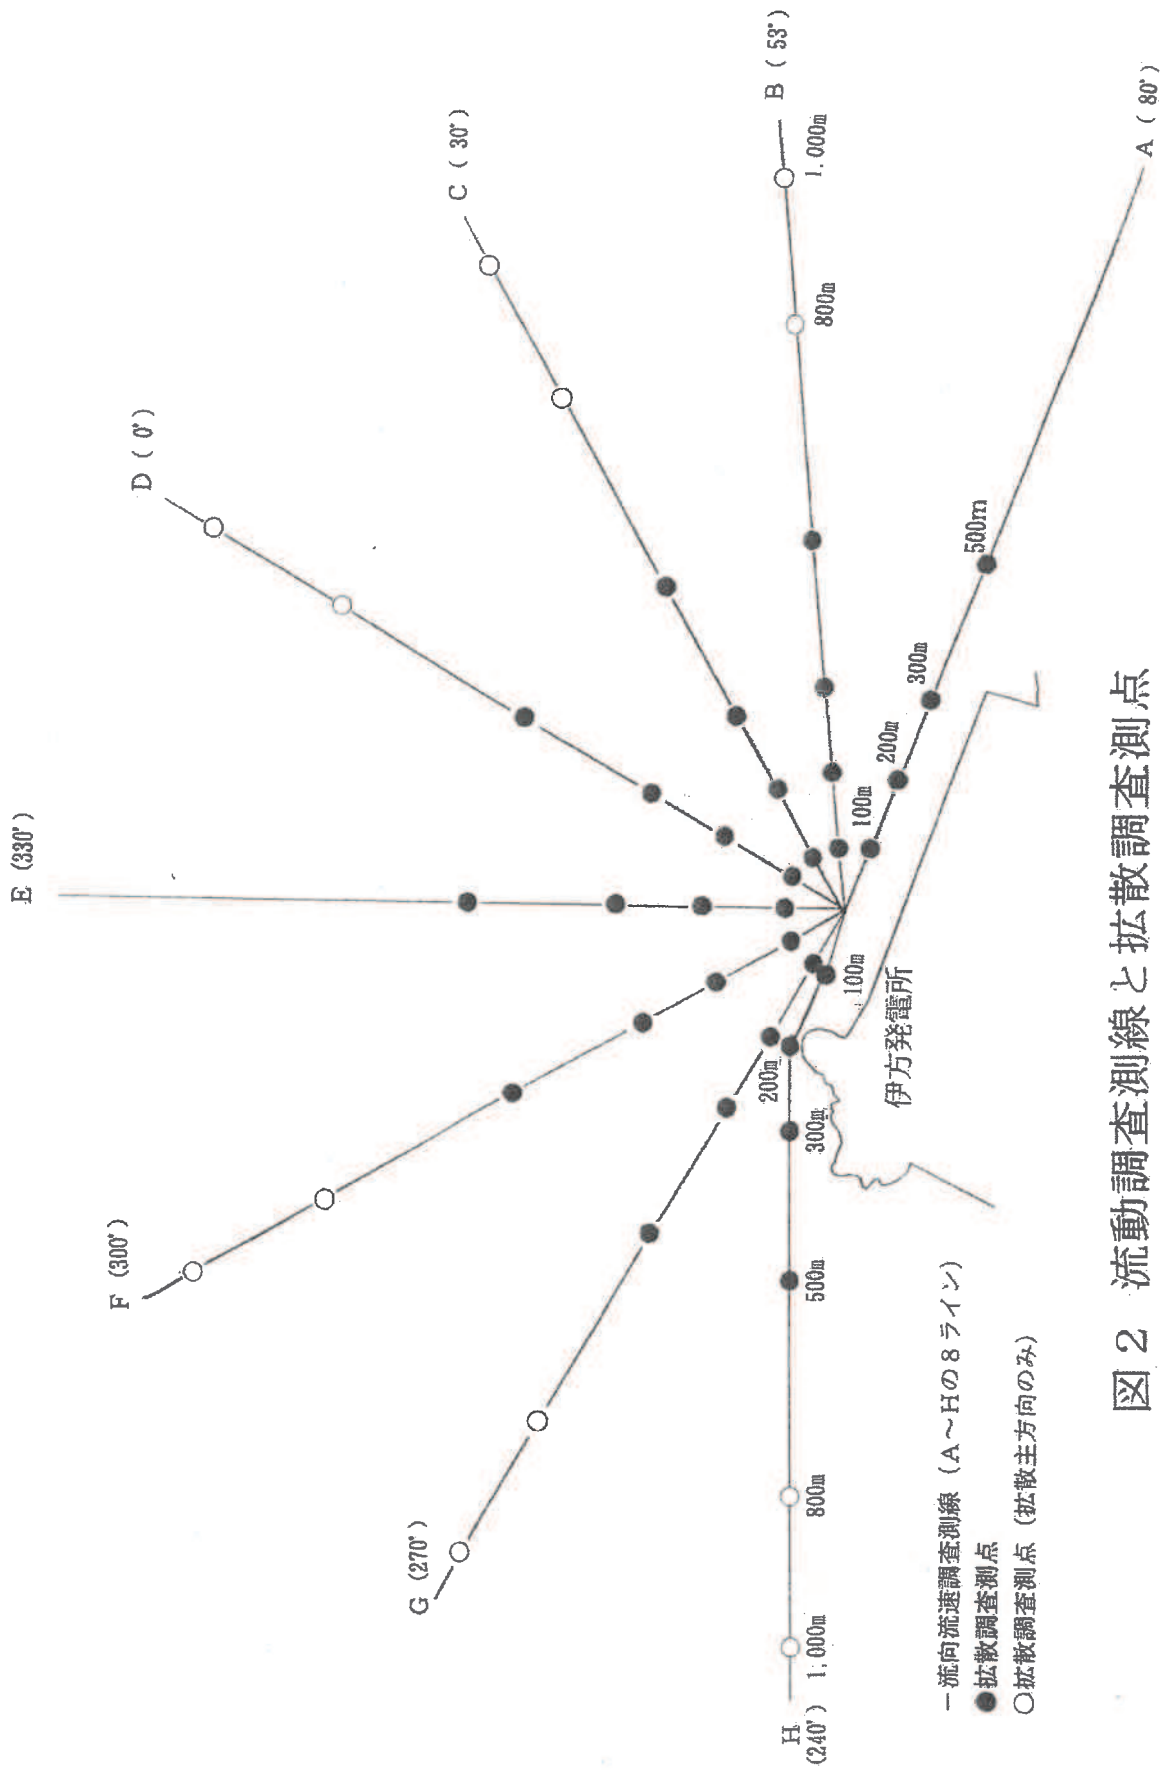 E (330°)
D ( 0°)
F (300°)
C ( 30°)
G (270°)
B ( 53°)
1,000m
800m
H
(240°)
1,000m
800m
500m
300m
200m
100m
100m
200m
300m
500m
A ( 80°)
伊方発電所
－流向流速調査測線（A～Hの8ライン）
●拡散調査測点
○拡散調査測点（拡散主方向のみ）
図2 流動調査測線と拡散調査測点